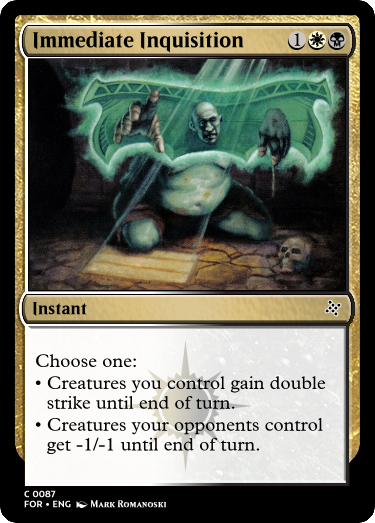 Immediate Inquisition 1
Instant
Choose one:
• Creatures you control gain double
strike until end of turn.
• Creatures your opponents control
get -1/-1 until end of turn.
C 0087
FOR • ENG Mark Romanoski